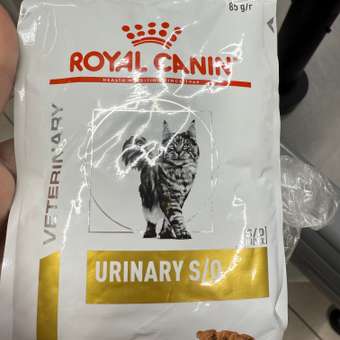 85 g/r
ROYAL CANIN
VETERINARY
URINARY S/O